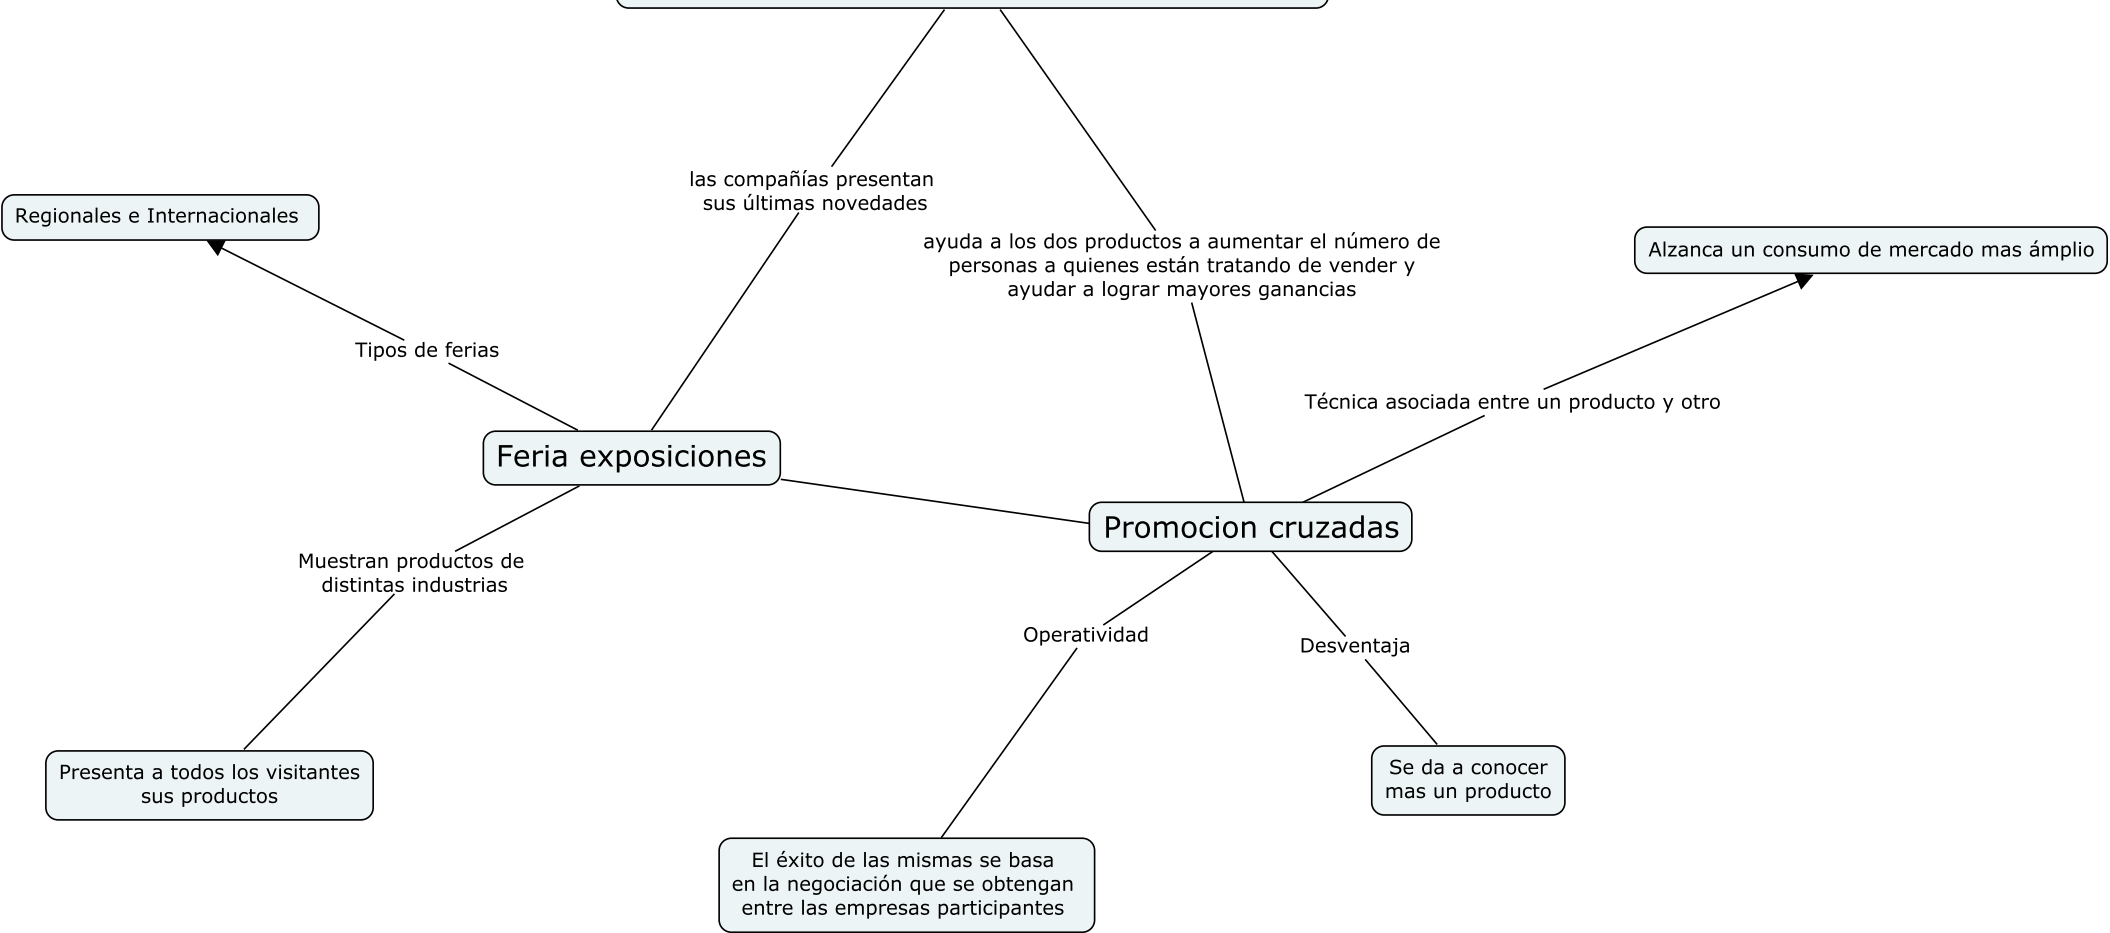 las compañías presentan
sus últimas novedades
Regionales e Internacionales
ayuda a los dos productos a aumentar el número de
personas a quienes están tratando de vender y
ayudar a lograr mayores ganancias
Alzanca un consumo de mercado mas ámplio
Tipos de ferias
Técnica asociada entre un producto y otro
Feria exposiciones
Promocion cruzadas
Muestran productos de
distintas industrias
Operatividad
Desventaja
Presenta a todos los visitantes
sus productos
Se da a conocer
mas un producto
El éxito de las mismas se basa
en la negociación que se obtengan
entre las empresas participantes